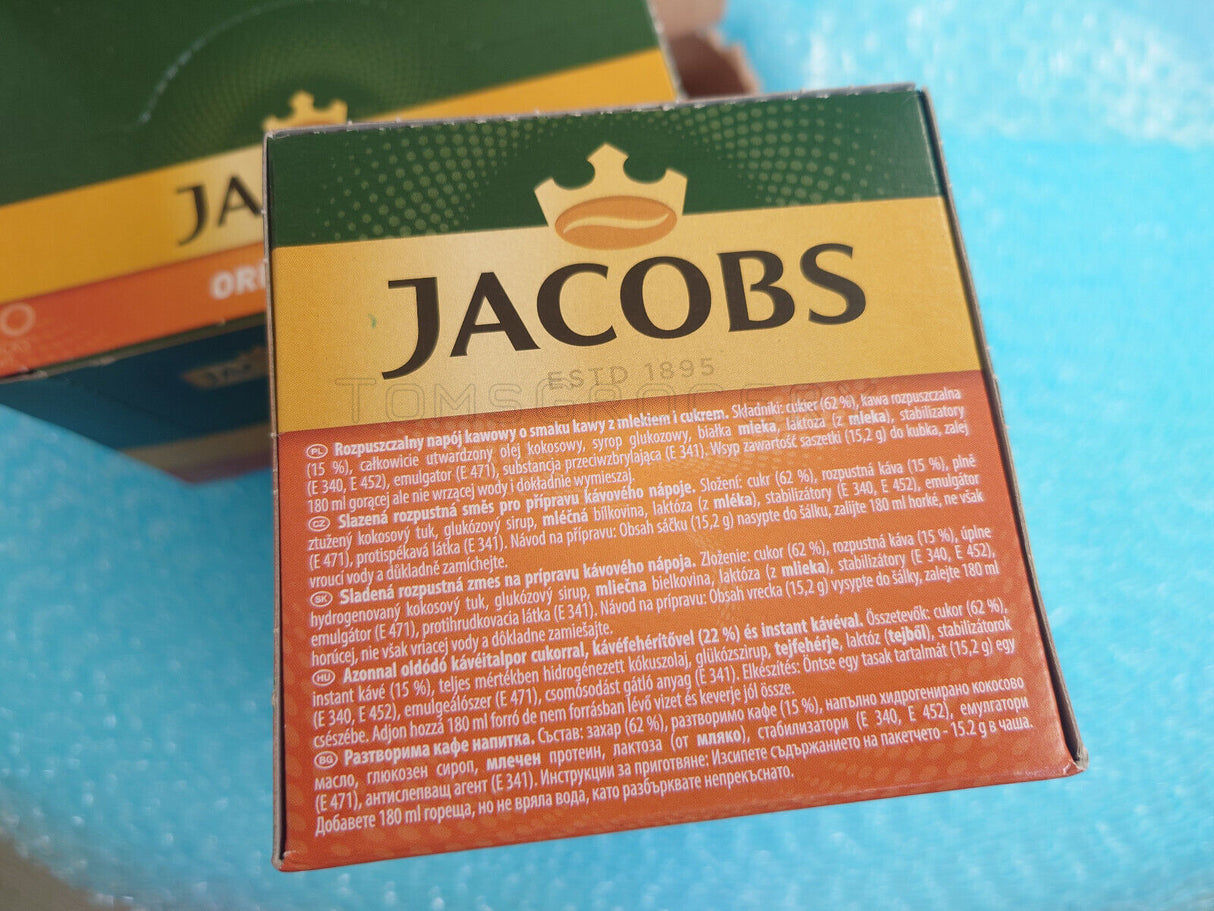 JA
ORI
JACOBS
ESTD 1895
TOMSGROCBOX
PL Rozpuszczalny napój kawowy o smaku kawy z mlekiem i cukrem. Składniki: cukier (62 %), kawa rozpuszczalna
(15 %), całkowicie utwardzony olej kokosowy, syrop glukozowy, białka mleka, laktoza (z mleka), stabilizatory
(E 340, E 452), emulgator (E 471), substancja przeciwzbrylająca (E 341). Wsyp zawartość saszetki (15,2 g) do kubka, zalej
180 ml gorącej ale nie wrzącej wody i dokładnie wymieszaj.
CZ Slazená rozpustná směs pro přípravu kávového nápoje. Složení: cukr (62 %), rozpustná káva (15 %), plně
ztužený kokosový tuk, glukózový sirup, mléčná bílkovina, laktóza (z mléka), stabilizátory (E 340, E 452), emulgátor
(E 471), protispékavá látka (E 341). Návod na přípravu: Obsah sáčku (15,2 g) nasypte do šálku, zalijte 180 ml horké, ne však
vroucí vody a důkladně zamíchejte.
SK Sladená rozpustná zmes na prípravu kávového nápoja. Zloženie: cukor (62 %), rozpustná káva (15 %), úplne
hydrogenovaný kokosový tuk, glukózový sirup, mliečna bielkovina, laktóza (z mlieka), stabilizátory (E 340, E 452),
emulgátor (E 471), protihrudkovacia látka (E 341). Návod na prípravu: Obsah vrecka (15,2 g) vysypte do šálky, zalejte 180 ml
horúcej, nie však vriacej vody a dôkladne zamiešajte.
HU Azonnal oldódó kávéitalpor cukorral, kávéfehérítővel (22 %) és instant kávéval. Összetevők: cukor (62 %),
instant kávé (15 %), teljes mértékben hidrogénezett kókuszolaj, glükózszirup, tejfehérje, laktóz (tejből), stabilizátorok
(E 340, E 452), emulgeálószer (E 471), csomósodást gátló anyag (E 341). Elkészítés: Öntse egy tasak tartalmát (15,2 g) egy
csészébe. Adjon hozzá 180 ml forró de nem forrásban lévő vizet és keverje jól össze.
BG Разтворима кафе напитка. Състав: захар (62 %), разтворимо кафе (15 %), напълно хидрогенирано кокосово
масло, глюкозен сироп, млечен протеин, лактоза (от мляко), стабилизатори (E 340, E 452), емулгатори
(E 471), антислепващ агент (E 341). Инструкции за приготвяне: Изсипете съдържанието на пакетчето - 15.2 g в чаша.
Добавете 180 ml гореща, но не вряла вода, като разбърквате непрекъснато.